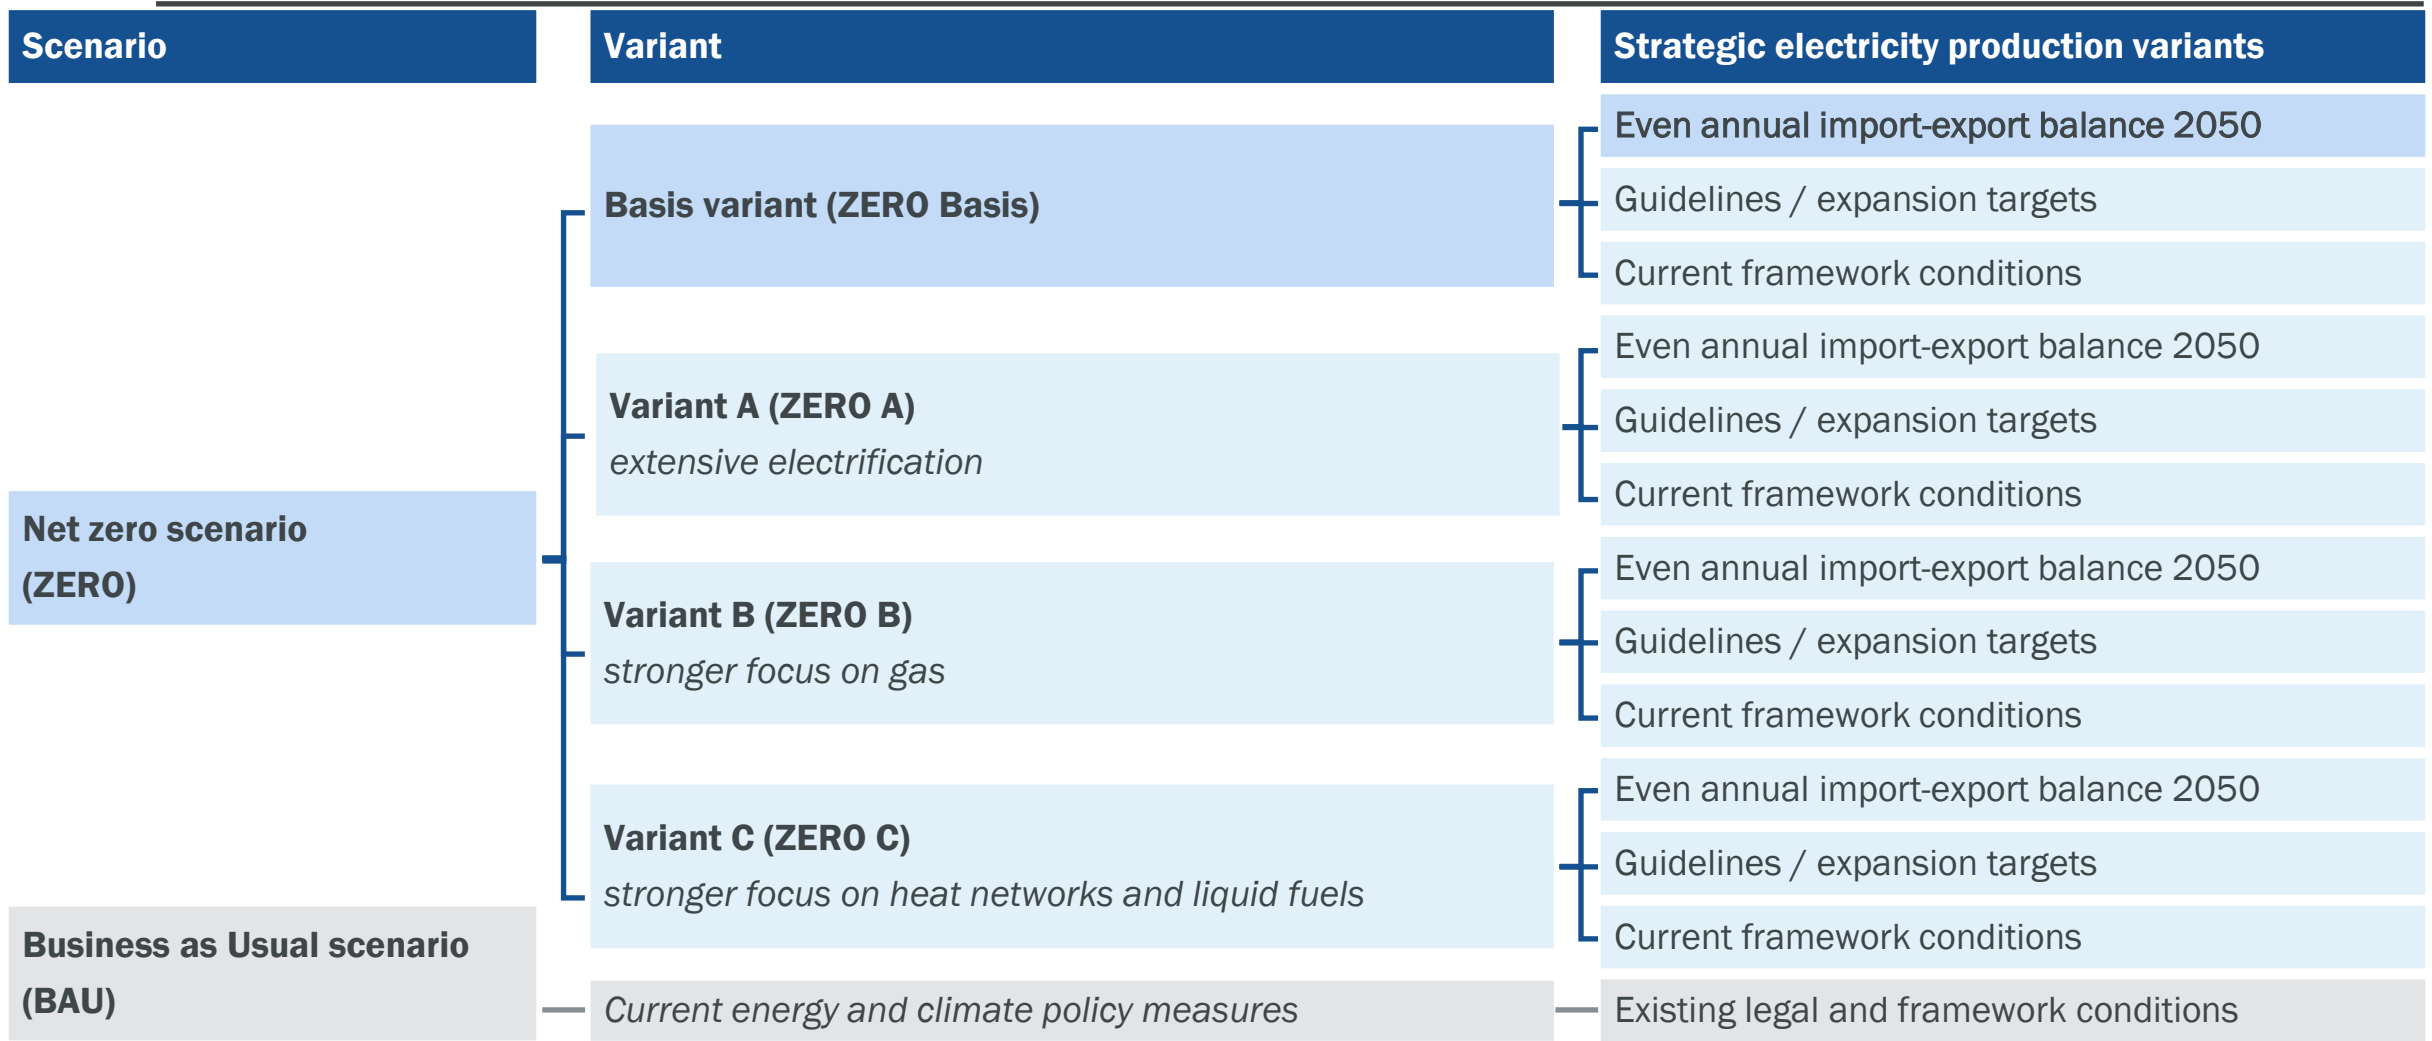 Scenario
Variant
Strategic electricity production variants
Net zero scenario
(ZERO)
Basis variant (ZERO Basis)
Even annual import-export balance 2050
Guidelines / expansion targets
Current framework conditions
Variant A (ZERO A)
extensive electrification
Even annual import-export balance 2050
Guidelines / expansion targets
Current framework conditions
Variant B (ZERO B)
stronger focus on gas
Even annual import-export balance 2050
Guidelines / expansion targets
Current framework conditions
Variant C (ZERO C)
stronger focus on heat networks and liquid fuels
Even annual import-export balance 2050
Guidelines / expansion targets
Current framework conditions
Business as Usual scenario
(BAU)
Current energy and climate policy measures
Existing legal and framework conditions